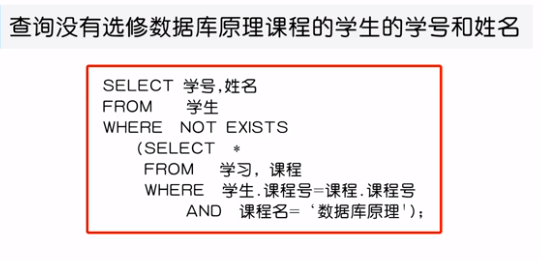 查询没有选修数据库原理课程的学生的学号和姓名
SELECT 学号,姓名
FROM 学生
WHERE NOT EXISTS
(SELECT *
FROM 学习, 课程
WHERE 学生.课程号=课程.课程号
AND 课程名= ‘数据库原理');